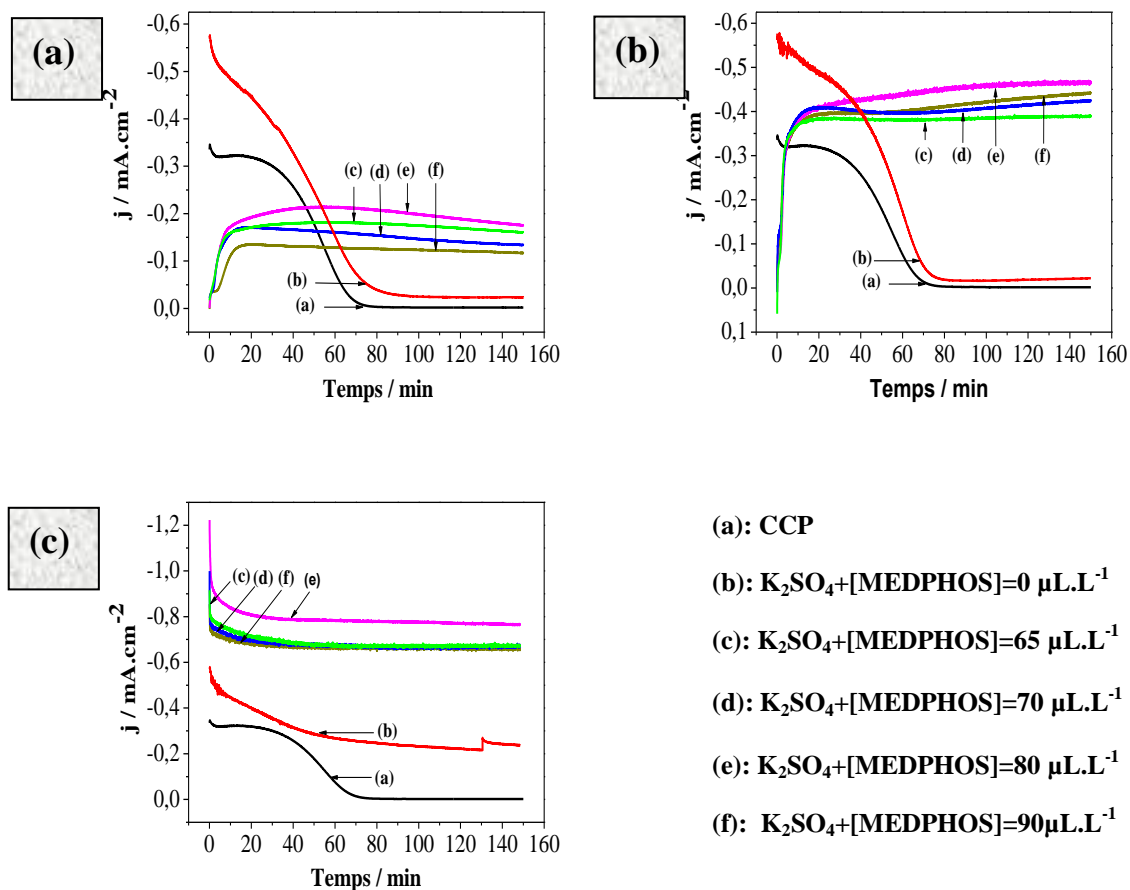 (a)
j / mA.cm-2
-0,6
-0,5
-0,4
-0,3
-0,2
-0,1
0,0
(c) (d) (e) (f)
(b)
(a)
0 20 40 60 80 100 120 140 160
Temps / min
(b)
j / mA.cm-2
-0,6
-0,5
-0,4
-0,3
-0,2
-0,1
0,0
0,1
(c) (d) (e) (f)
(b)
(a)
0 20 40 60 80 100 120 140 160
Temps / min
(c)
j / mA.cm-2
-1,2
-1,0
-0,8
-0,6
-0,4
-0,2
0,0
(c) (d) (f) (e)
(b)
(a)
0 20 40 60 80 100 120 140 160
Temps / min
(a): CCP
(b): K2SO4+[MEDPHOS]=0 µL.L-1
(c): K2SO4+[MEDPHOS]=65 µL.L-1
(d): K2SO4+[MEDPHOS]=70 µL.L-1
(e): K2SO4+[MEDPHOS]=80 µL.L-1
(f): K2SO4+[MEDPHOS]=90µL.L-1